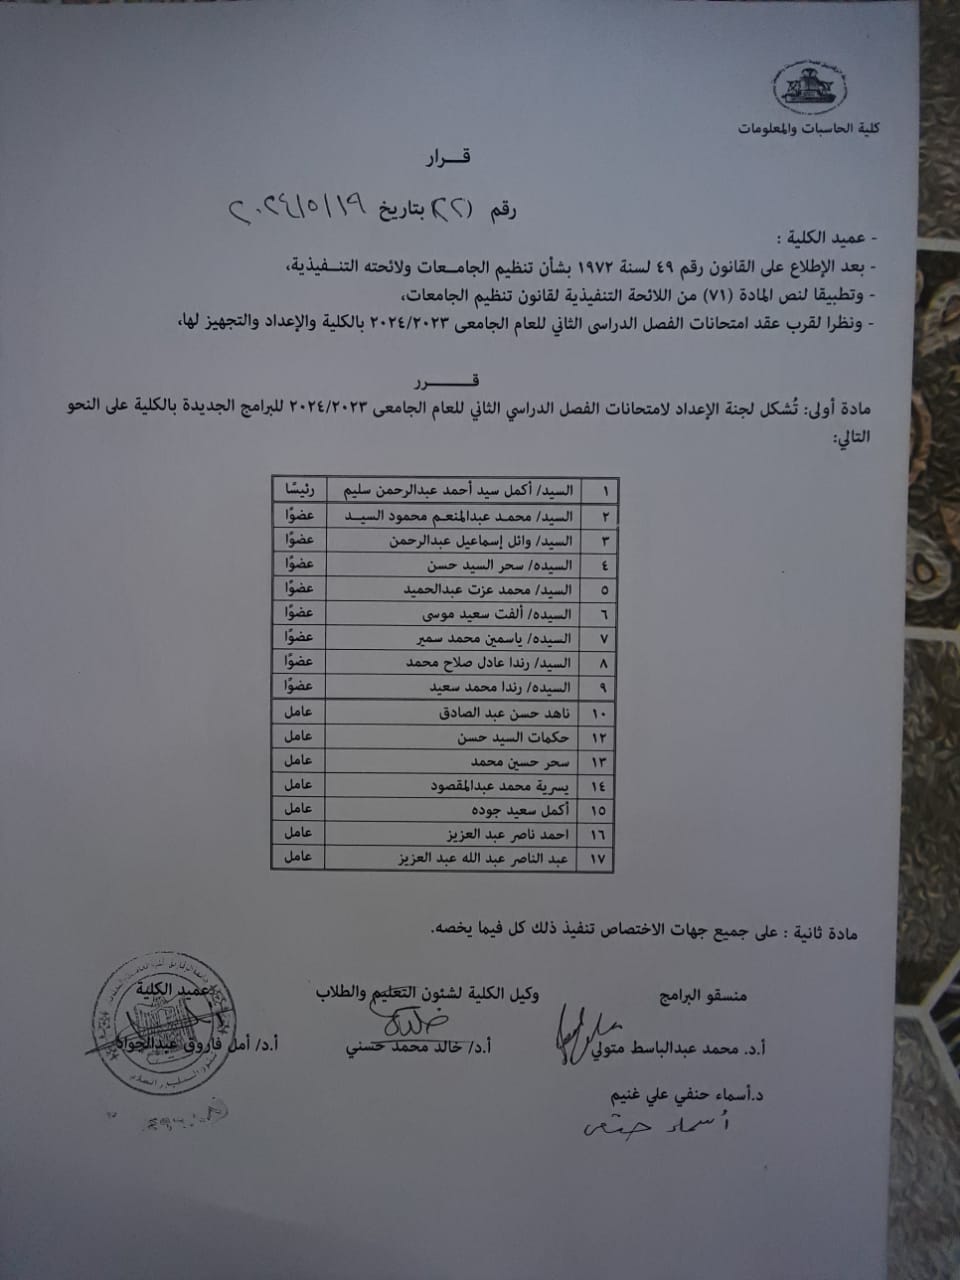 كلية الحاسبات والمعلومات
قــرار
رقم (٢٢) بتاريخ ٢٠٢٤/٥/١٩
- عميد الكلية :
- بعد الإطلاع على القانون رقم ٤٩ لسنة ١٩٧٢ بشأن تنظيم الجامـعـات ولائحته التنـفـيذية،
- وتطبيقا لنص المادة (٧١) من اللائحة التنفيذية لقانون تنظيم الجامعات،
- ونظرا لقرب عقد امتحانات الفصل الدراسى الثاني للعام الجامعى ٢٠٢٤/٢٠٢٣ بالكلية والإعداد والتجهيز لها،
قـــــرر
مادة أولى: تُشكل لجنة الإعداد لامتحانات الفصل الدراسي الثاني للعام الجامعى ٢٠٢٤/٢٠٢٣ للبرامج الجديدة بالكلية على النحو
التالي:
١ السيد/ أكمل سيد أحمد عبدالرحمن سليم رئيسًا
٢ السيد/ محمـد عبدالمنعـم محمود السيـد عضوًا
٣ السيد/ وائل إسماعيل عبدالرحمن عضوًا
٤ السيده/ سحر السيد حسن عضوًا
٥ السيد/ محمد عزت عبدالحميد عضوًا
٦ السيده/ ألفت سعيد موسى عضوًا
٧ السيده/ ياسمين محمد سمير عضوًا
٨ السيد/ رندا عادل صلاح محمد عضوًا
٩ السيده/ رندا محمد سعيد عضوًا
١٠ ناهد حسن عبد الصادق عامل
١٢ حكمات السيد حسن عامل
١٣ سحر حسين محمد عامل
١٤ يسرية محمد عبدالمقصود عامل
١٥ أكمل سعيد جوده عامل
١٦ احمد ناصر عبد العزيز عامل
١٧ عبد الناصر عبد الله عبد العزيز عامل
مادة ثانية : على جميع جهات الاختصاص تنفيذ ذلك كل فيما يخصه.
منسقو البرامج وكيل الكلية لشئون التعليم والطلاب عميد الكلية
أ.د. محمد عبدالباسط متولي أ.د/ خالد محمد حسني أ.د/ أمل فاروق عبدالجواد
د.أسماء حنفي علي غنيم
أسماء حنفي